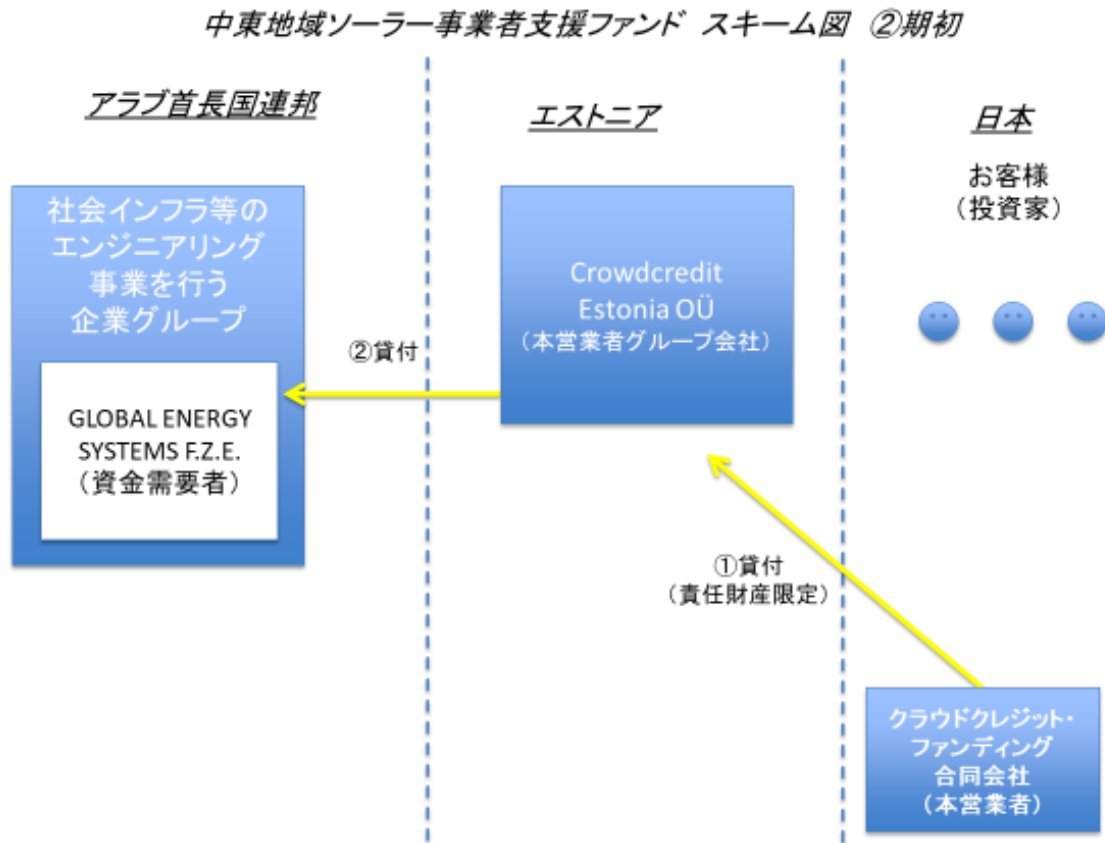 中東地域ソーラー事業者支援ファンド スキーム図 ②期初
アラブ首長国連邦
エストニア
日本
お客様
（投資家）
社会インフラ等の
エンジニアリング
事業を行う
企業グループ
GLOBAL ENERGY
SYSTEMS F.Z.E.
（資金需要者）
②貸付
Crowdcredit
Estonia OÜ
（本営業者グループ会社）
①貸付
（責任財産限定）
クラウドクレジット・
ファンディング
合同会社
（本営業者）